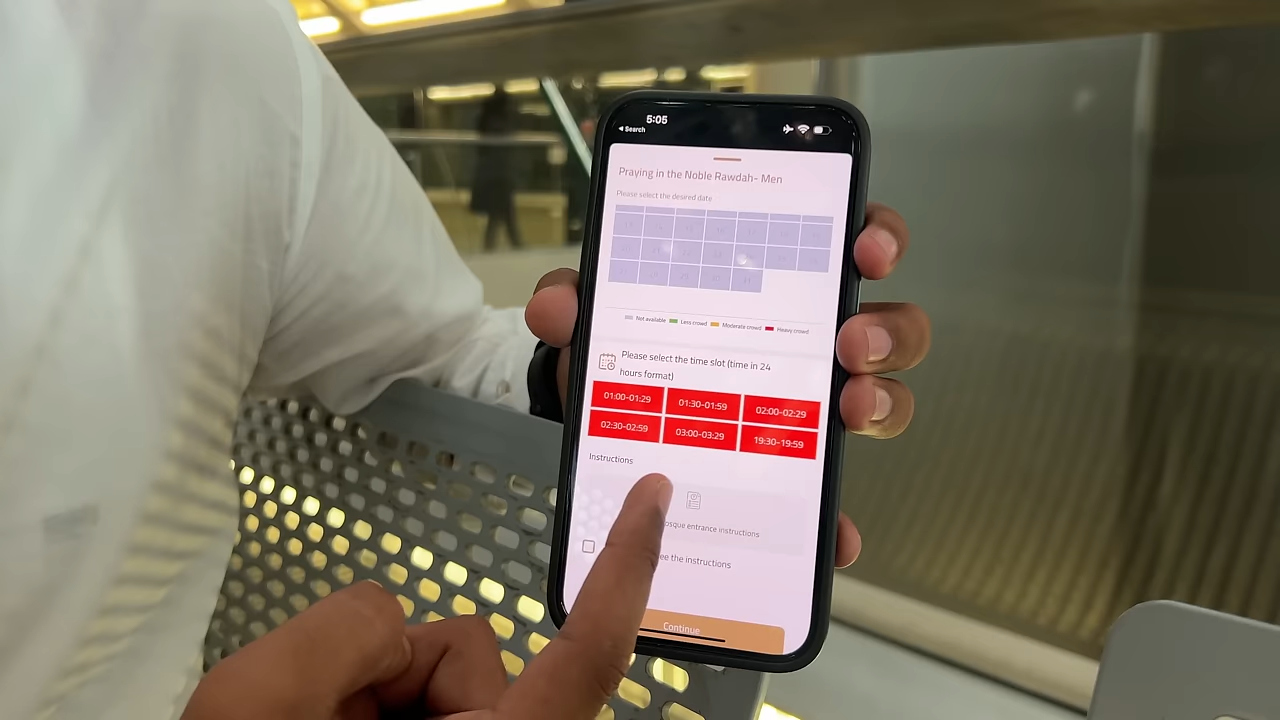 5:05
Search
Praying in the Noble Rawdah- Men
Please select the desired date
Not available Less crowd Moderate crowd Heavy crowd
Please select the time slot (time in 24
hours format)
01:00-01:29 01:30-01:59 02:00-02:29
02:30-02:59 03:00-03:29 19:30-19:59
Instructions
entrance instructions
the instructions
Continue